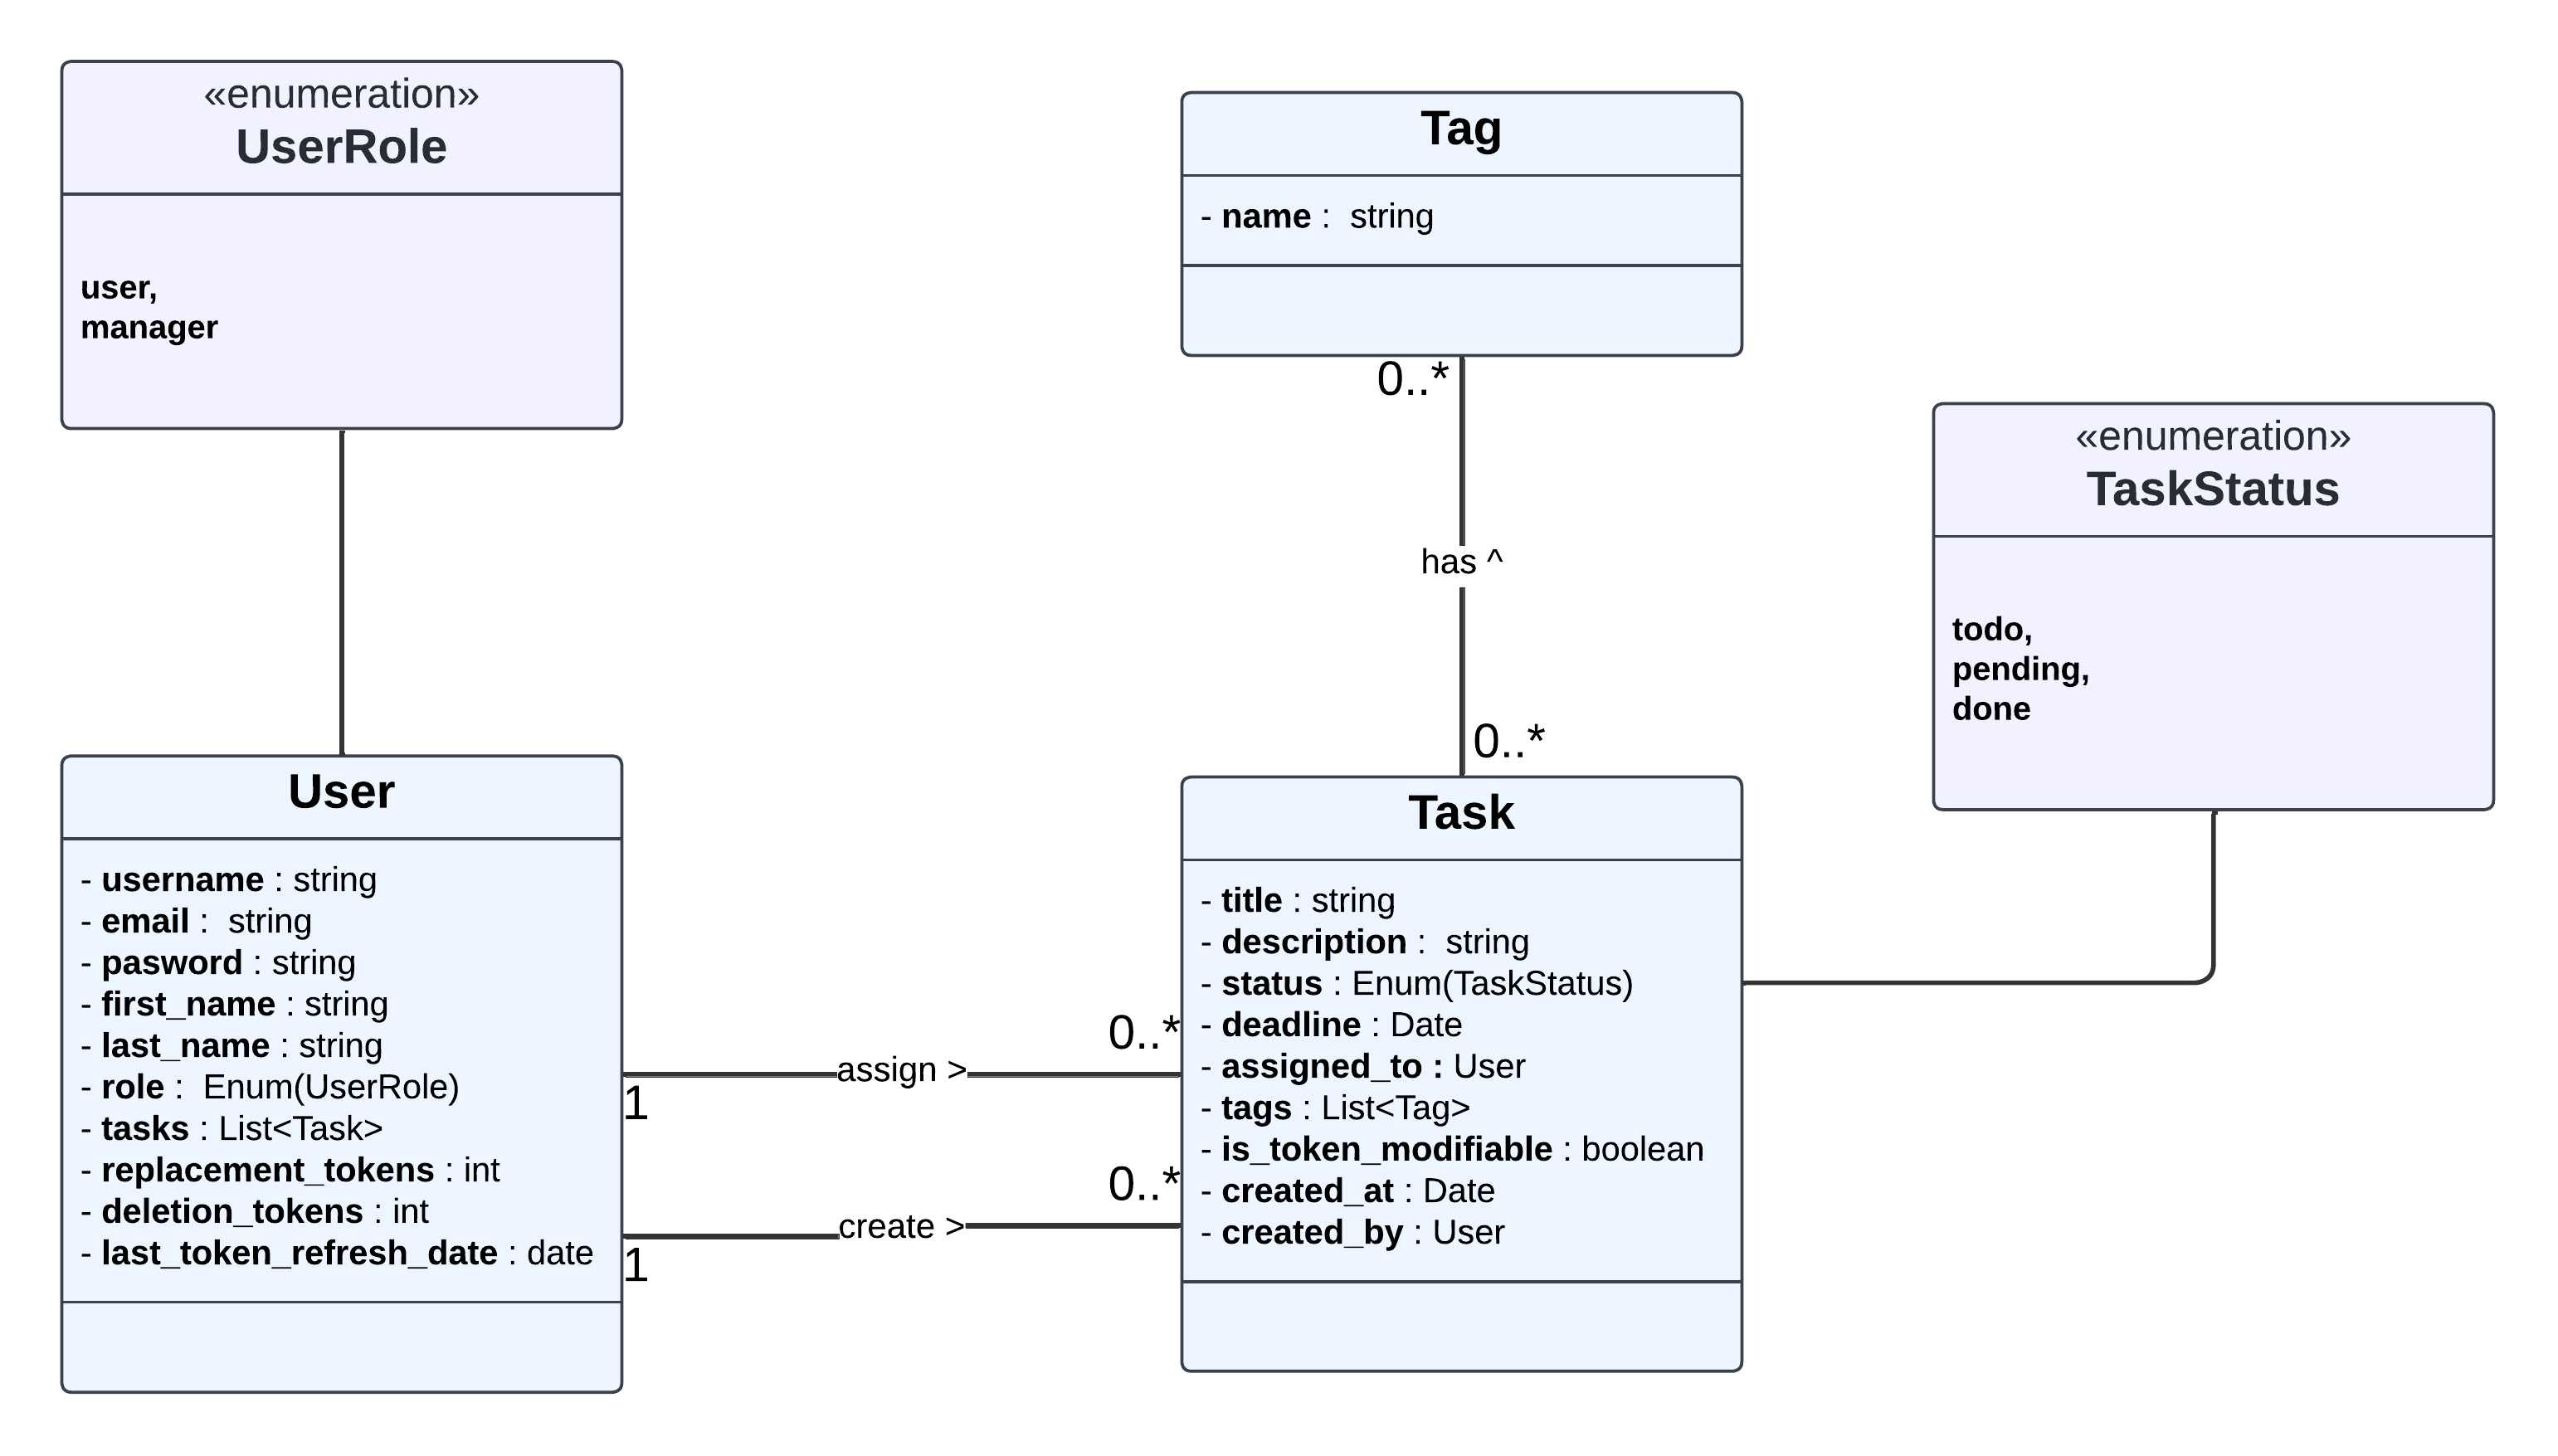 «enumeration»
UserRole
user,
manager
Tag
- name :  string
0..*
has ^
0..*
«enumeration»
TaskStatus
todo,
pending,
done
User
- username : string
- email :  string
- pasword : string
- first_name : string
- last_name : string
- role :  Enum(UserRole)
- tasks : List<Task>
- replacement_tokens : int
- deletion_tokens : int
- last_token_refresh_date : date
1
assign >
0..*
1
create >
0..*
Task
- title : string
- description :  string
- status : Enum(TaskStatus)
- deadline : Date
- assigned_to : User
- tags : List<Tag>
- is_token_modifiable : boolean
- created_at : Date
- created_by : User